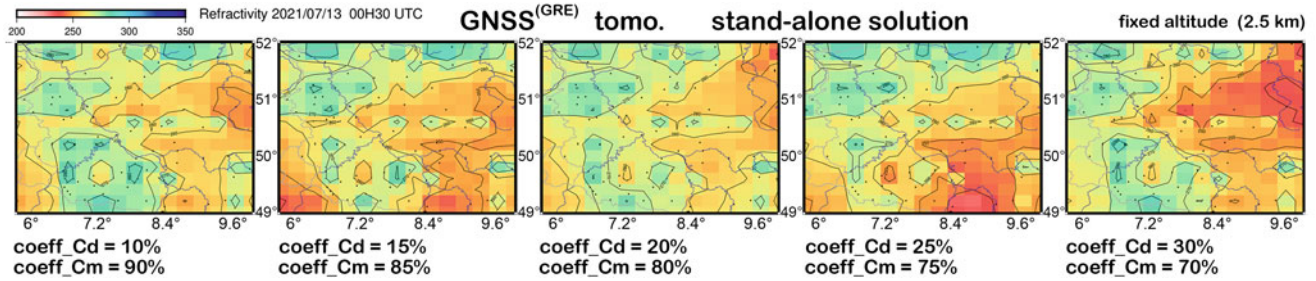 Refractivity 2021/07/13 00H30 UTC
200 250 300 350
GNSS(GRE) tomo. stand-alone solution
fixed altitude (2.5 km)
52° 52° 52° 52° 52°
51° 51° 51° 51° 51°
50° 50° 50° 50° 50°
49° 49° 49° 49° 49°
6° 7.2° 8.4° 9.6° 6° 7.2° 8.4° 9.6° 6° 7.2° 8.4° 9.6° 6° 7.2° 8.4° 9.6° 6° 7.2° 8.4° 9.6°
coeff_Cd = 10% coeff_Cd = 15% coeff_Cd = 20% coeff_Cd = 25% coeff_Cd = 30%
coeff_Cm = 90% coeff_Cm = 85% coeff_Cm = 80% coeff_Cm = 75% coeff_Cm = 70%